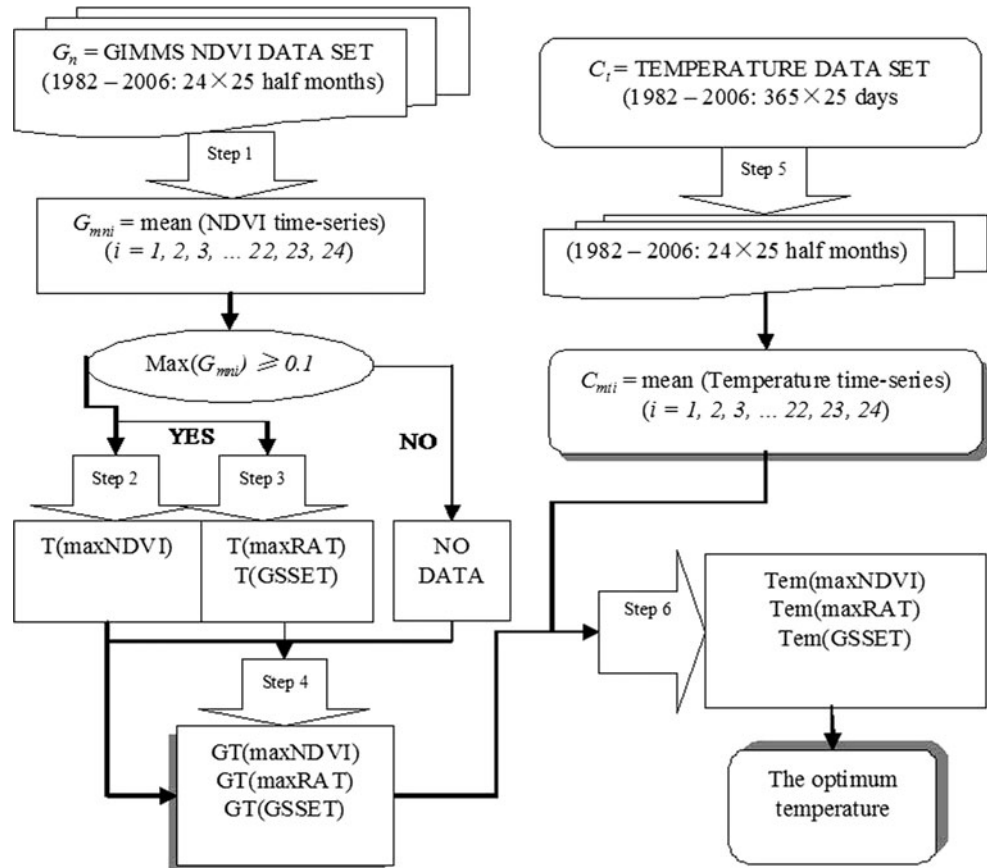 Gn = GIMMS NDVI DATA SET
(1982 – 2006: 24×25 half months)
Step 1
Gmni = mean (NDVI time-series)
(i = 1, 2, 3, ... 22, 23, 24)
Max(Gmni) ≥ 0.1
YES
NO
Step 2
Step 3
T(maxNDVI)
T(maxRAT)
T(GSSET)
NO
DATA
Step 4
GT(maxNDVI)
GT(maxRAT)
GT(GSSET)
Ct = TEMPERATURE DATA SET
(1982 – 2006: 365×25 days
Step 5
(1982 – 2006: 24×25 half months)
Cmti = mean (Temperature time-series)
(i = 1, 2, 3, ... 22, 23, 24)
Step 6
Tem(maxNDVI)
Tem(maxRAT)
Tem(GSSET)
The optimum
temperature